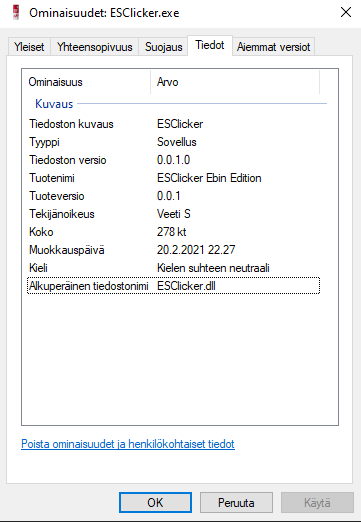 Ominaisuudet: ESClicker.exe
Yleiset Yhteensopivuus Suojaus Tiedot Aiemmat versiot
Ominaisuus Arvo
Kuvaus
Tiedoston kuvaus ESClicker
Tyyppi Sovellus
Tiedoston versio 0.0.1.0
Tuotenimi ESClicker Ebin Edition
Tuoteversio 0.0.1
Tekijänoikeus Veeti S
Koko 278 kt
Muokkauspäivä 20.2.2021 22.27
Kieli Kielen suhteen neutraali
Alkuperäinen tiedostonimi ESClicker.dll
Poista ominaisuudet ja henkilökohtaiset tiedot
OK Peruuta Käytä